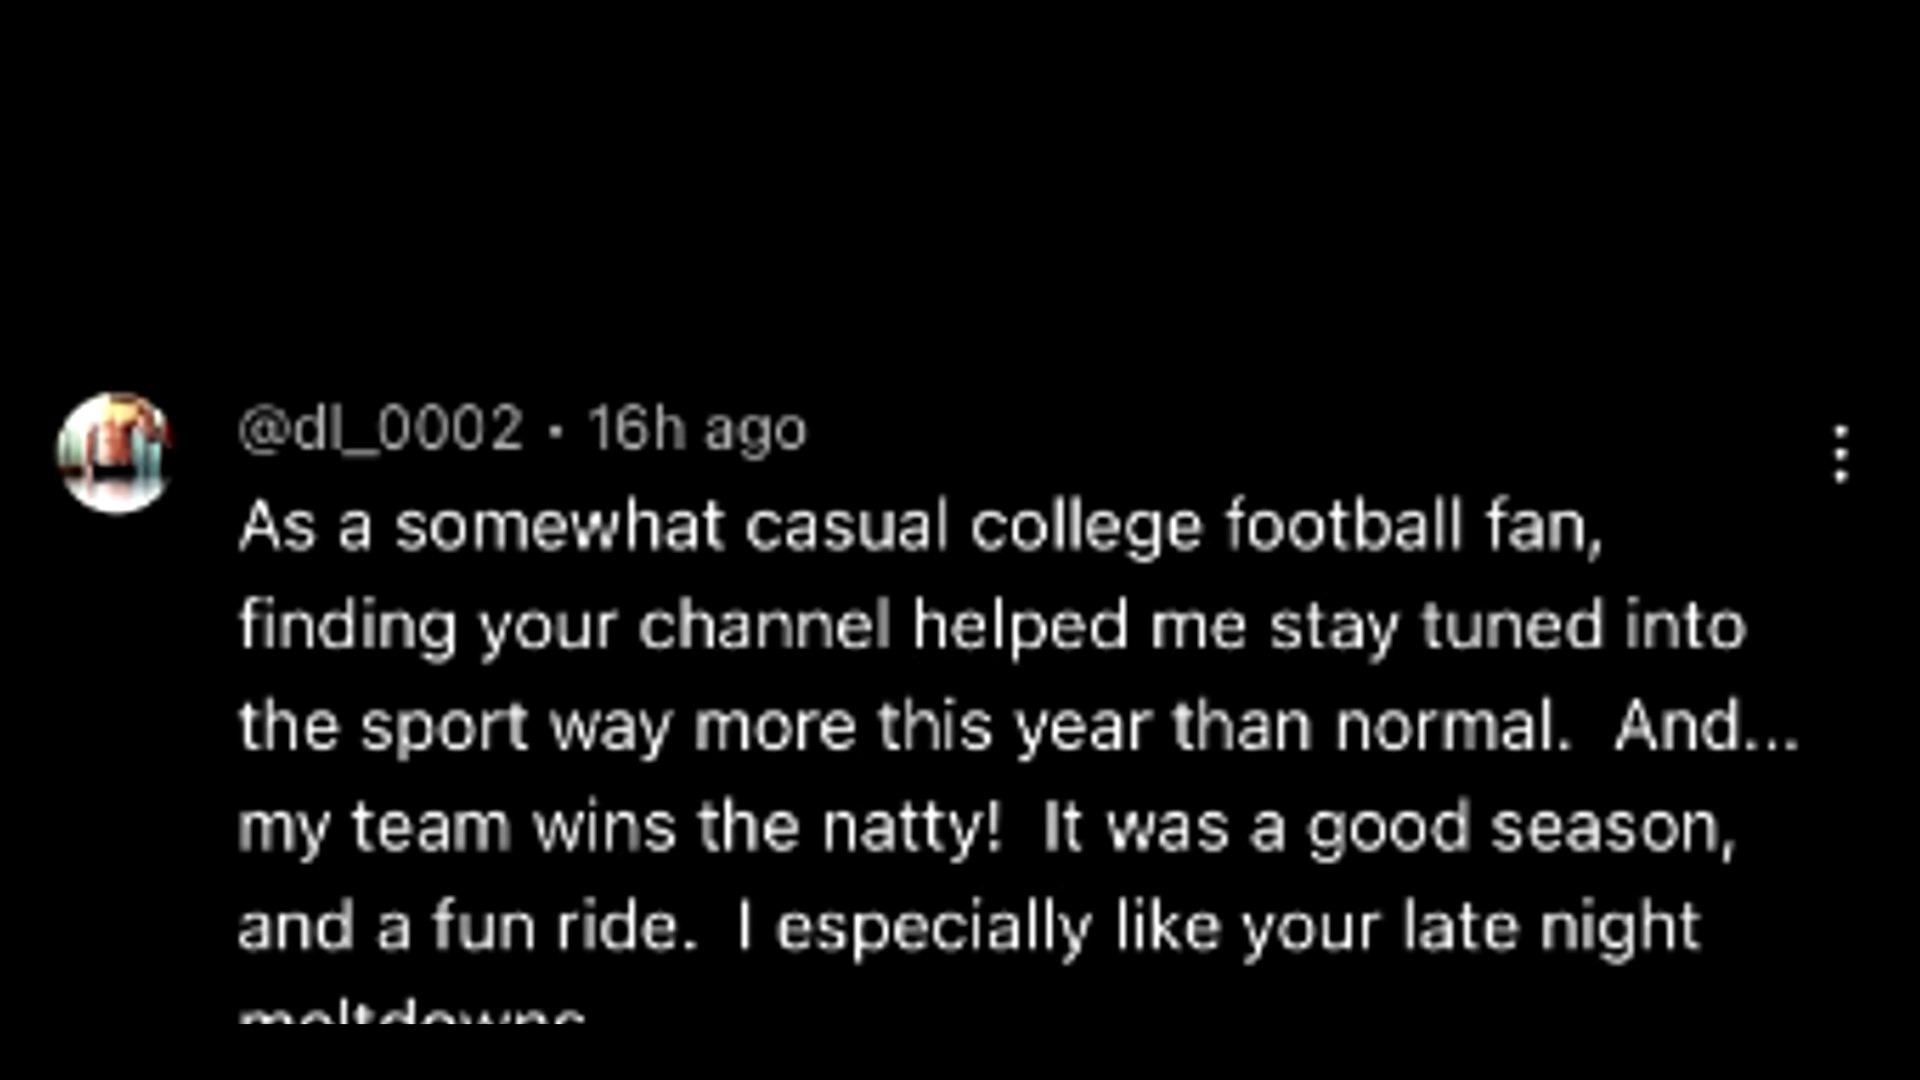 @dl_0002 · 16h ago
As a somewhat casual college football fan,
finding your channel helped me stay tuned into
the sport way more this year than normal.  And...
my team wins the natty!  It was a good season,
and a fun ride.  I especially like your late night
meltdowns